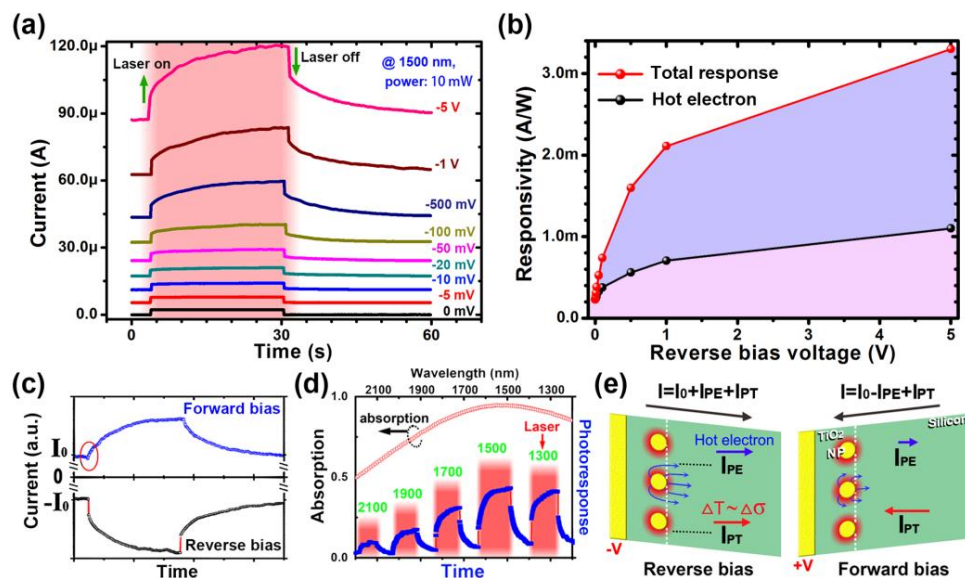 (a)
120.0μ
90.0μ
60.0μ
30.0μ
0.0
Current (A)
Laser on
Laser off
@ 1500 nm,
power: 10 mW
-5 V
-1 V
-500 mV
-100 mV
-50 mV
-20 mV
-10 mV
-5 mV
0 mV
0
30
60
Time (s)
(b)
3.0m
2.0m
1.0m
0.0
Responsivity (A/W)
Total response
Hot electron
0
1
2
3
4
5
Reverse bias voltage (V)
(c)
Current (a.u.)
Forward bias
I₀
0
-I₀
Reverse bias
Time
(d)
Wavelength (nm)
2100 1900 1700 1500 1300
1.0
0.5
0.0
Absorption
absorption
Laser
2100
1900
1700
1500
1300
Photoresponse
Time
(e)
I=I₀+IPE+IPT
Hot electron
IPE
ΔT~Δσ
IPT
-V
Reverse bias
I=I₀-IPE+IPT
Silicon
TiO₂
NP
IPE
IPT
+V
Forward bias